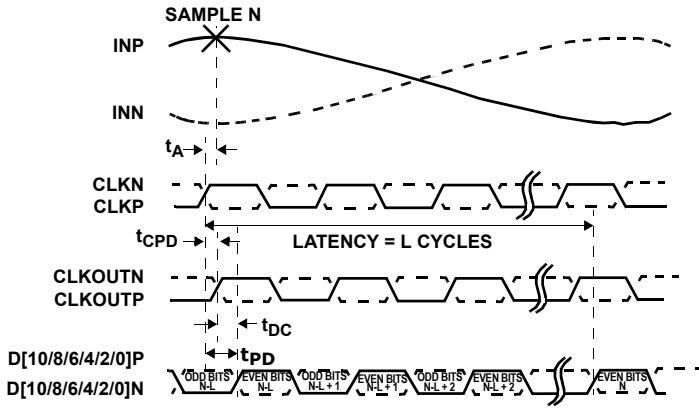 SAMPLE N
INP
INN
tA
CLKN
CLKP
tCPD
LATENCY = L CYCLES
CLKOUTN
CLKOUTP
tDC
tPD
D[10/8/6/4/2/0]P
D[10/8/6/4/2/0]N
ODD BITS
N-L
EVEN BITS
N-L
ODD BITS
N-L + 1
EVEN BITS
N-L + 1
ODD BITS
N-L + 2
EVEN BITS
N-L + 2
EVEN BITS
N